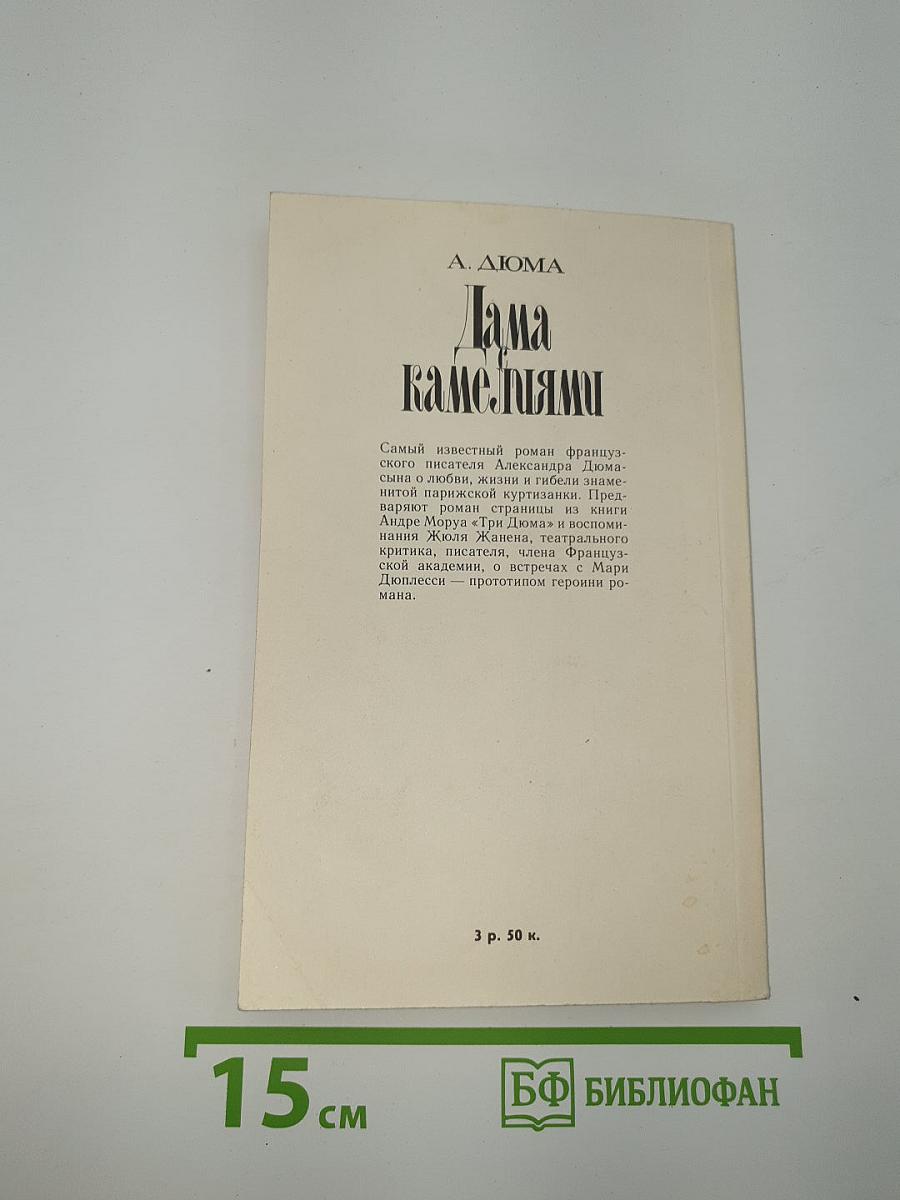 А. ДЮМА
Дама
с
камелиями
Самый известный роман француз-
ского писателя Александра Дюма-
сына о любви, жизни и гибели знаме-
нитой парижской куртизанки. Пред-
варяют роман страницы из книги
Андре Моруа «Три Дюма» и воспоми-
нания Жюля Жанена, театрального
критика, писателя, члена Француз-
ской академии, о встречах с Мари
Дюплесси — прототипом героини ро-
мана.
3 р. 50 к.
15 см
БФ БИБЛИОФАН